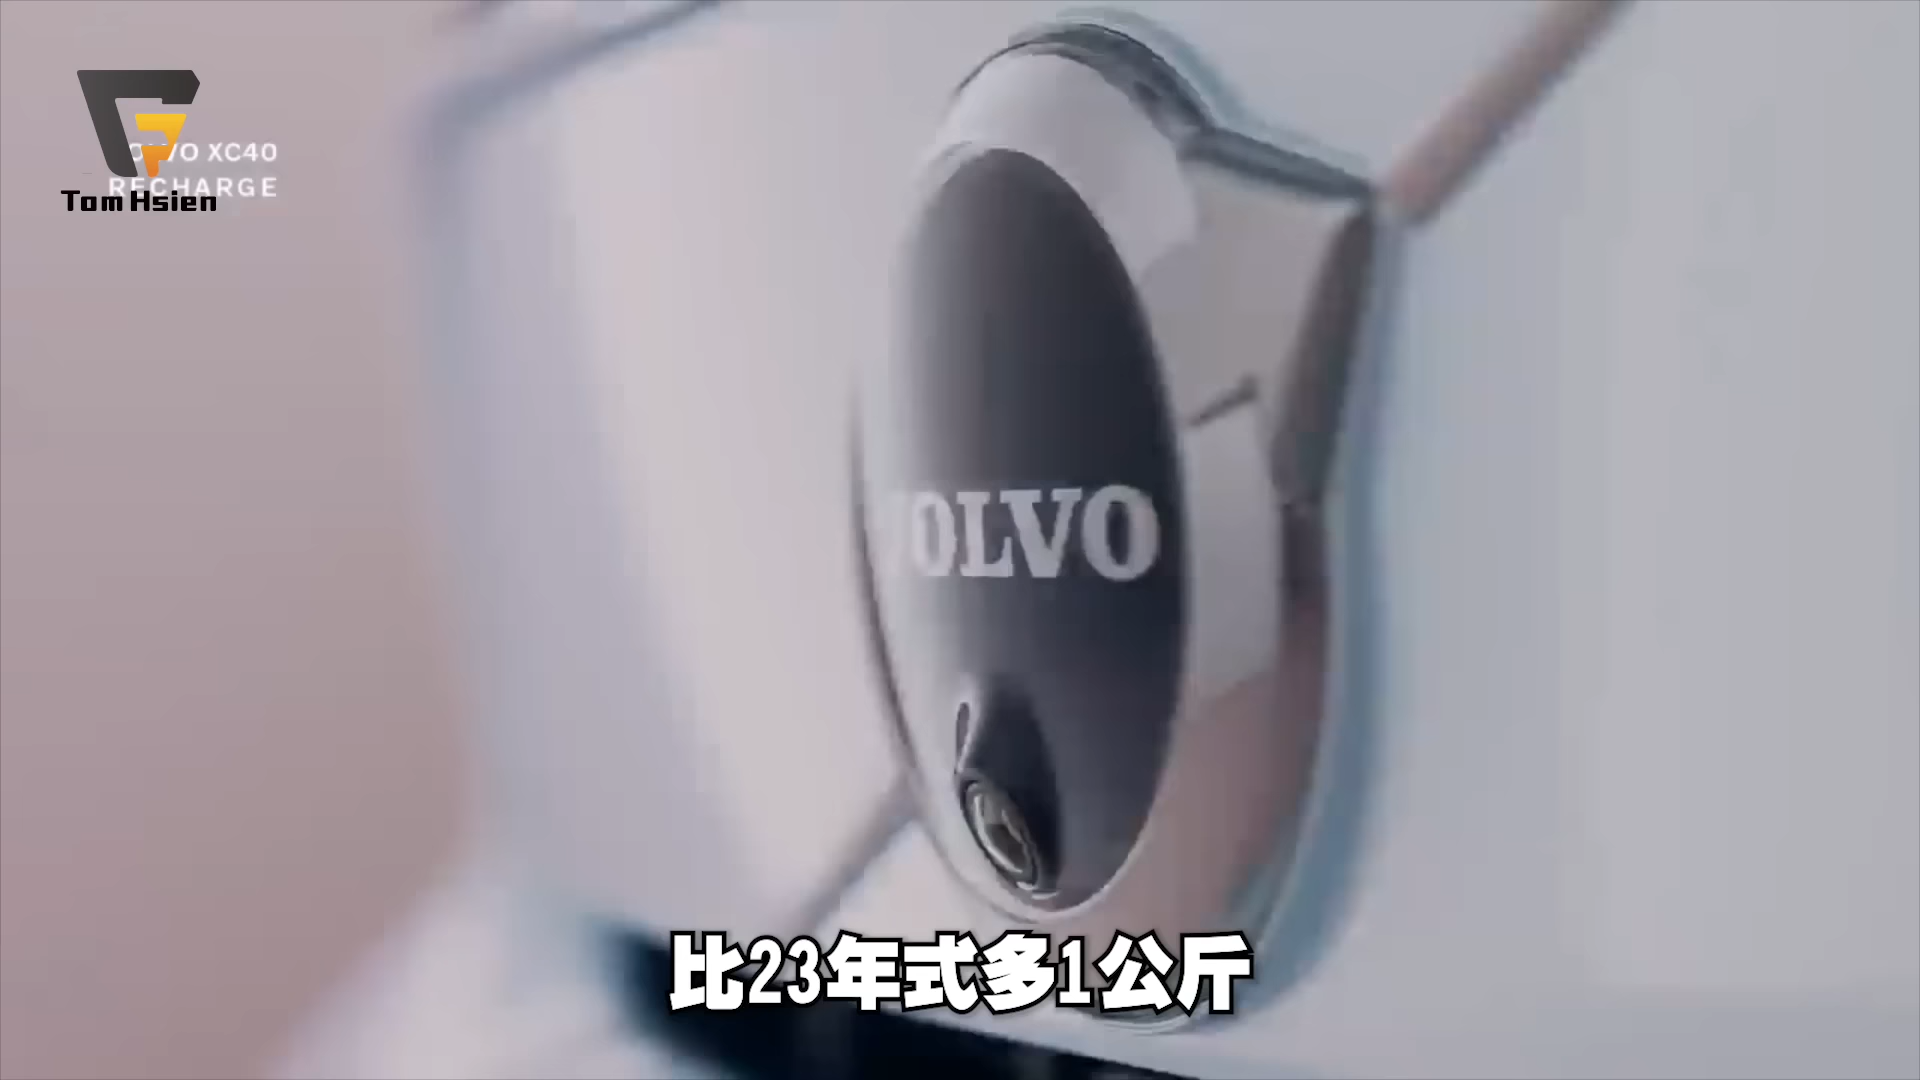 VOLVO XC40
RECHARGE
Tom Hsien
VOLVO
比23年式多1公斤